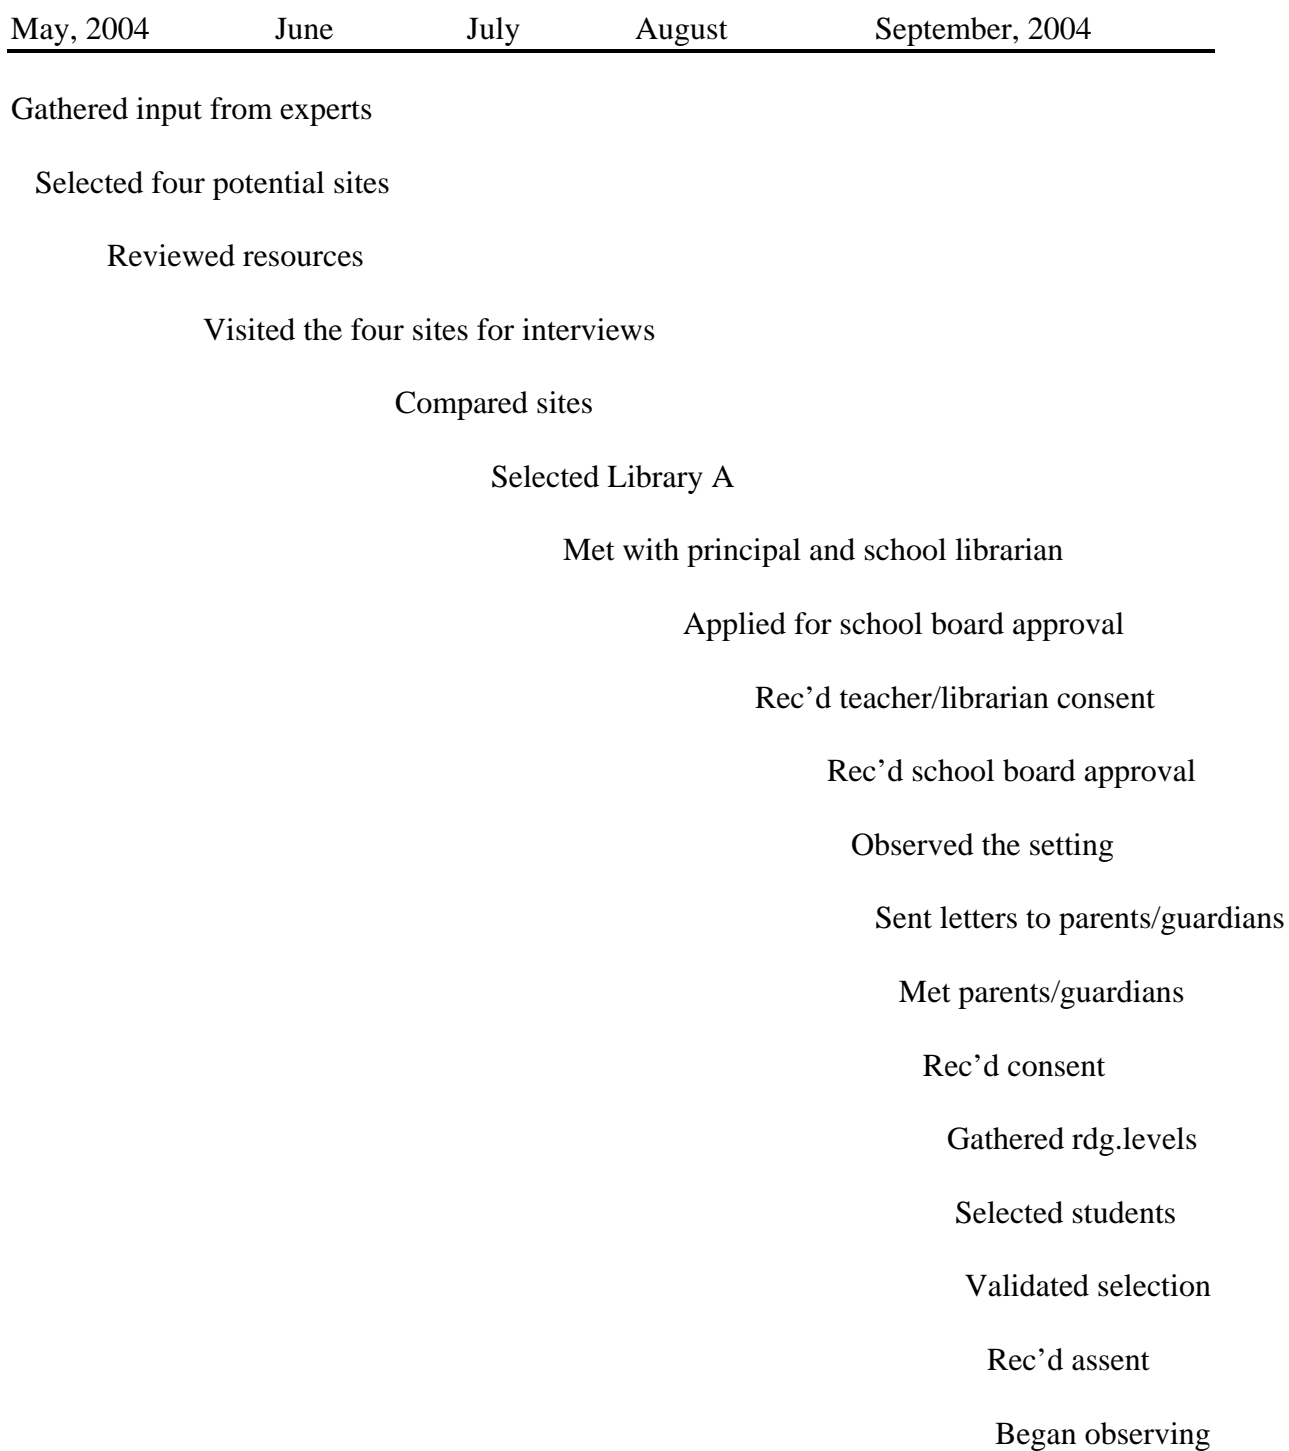 May, 2004 June July August September, 2004
Gathered input from experts
Selected four potential sites
Reviewed resources
Visited the four sites for interviews
Compared sites
Selected Library A
Met with principal and school librarian
Applied for school board approval
Rec’d teacher/librarian consent
Rec’d school board approval
Observed the setting
Sent letters to parents/guardians
Met parents/guardians
Rec’d consent
Gathered rdg.levels
Selected students
Validated selection
Rec’d assent
Began observing